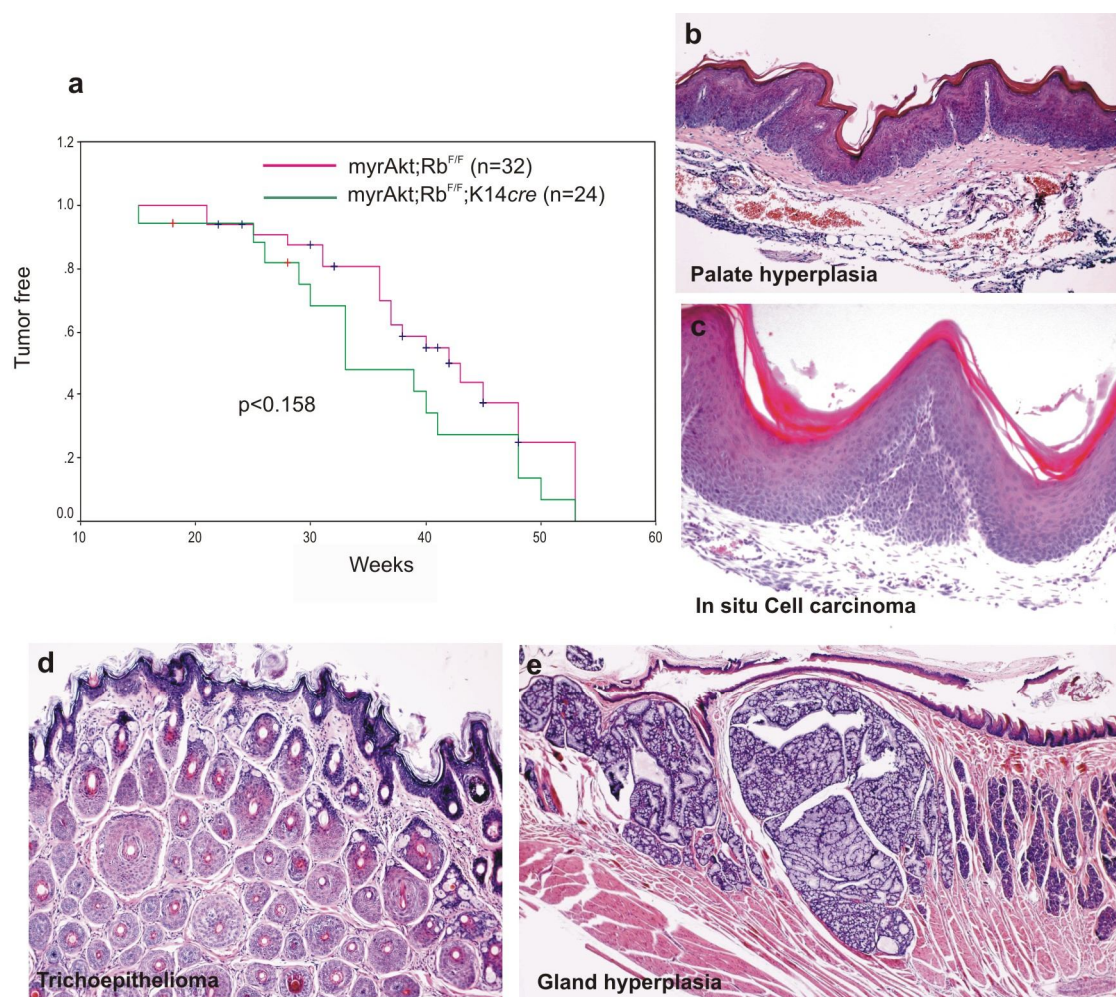 a
1.2
1.0
.8
.6
.4
.2
0.0
10
20
30
40
50
60
Tumor free
Weeks
myrAkt;Rb^F/F (n=32)
myrAkt;Rb^F/F;K14cre (n=24)
p<0.158
b
Palate hyperplasia
c
In situ Cell carcinoma
d
Trichoepithelioma
e
Gland hyperplasia